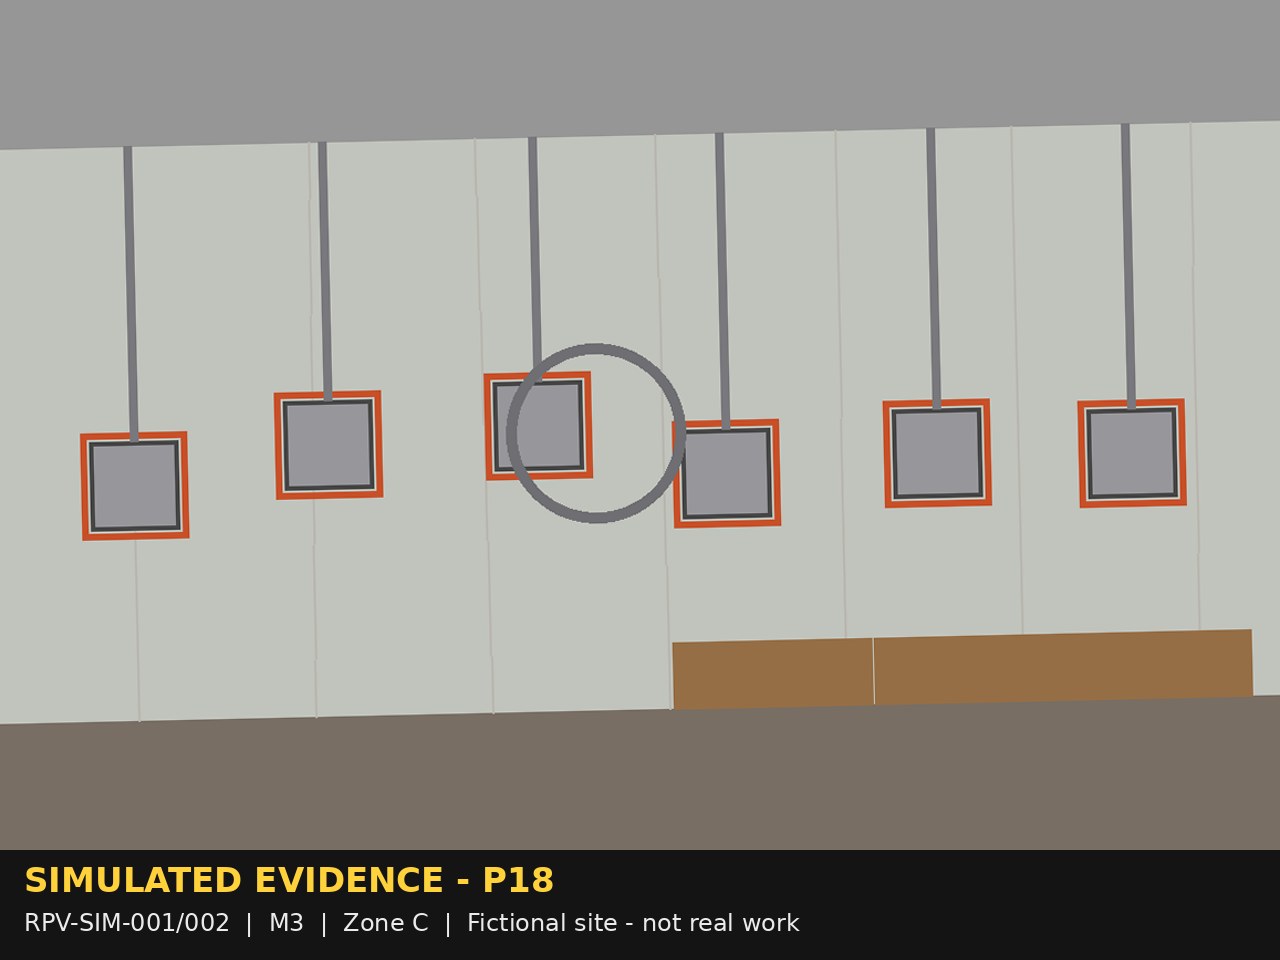 SIMULATED EVIDENCE - P18
RPV-SIM-001/002 | M3 | Zone C | Fictional site - not real work